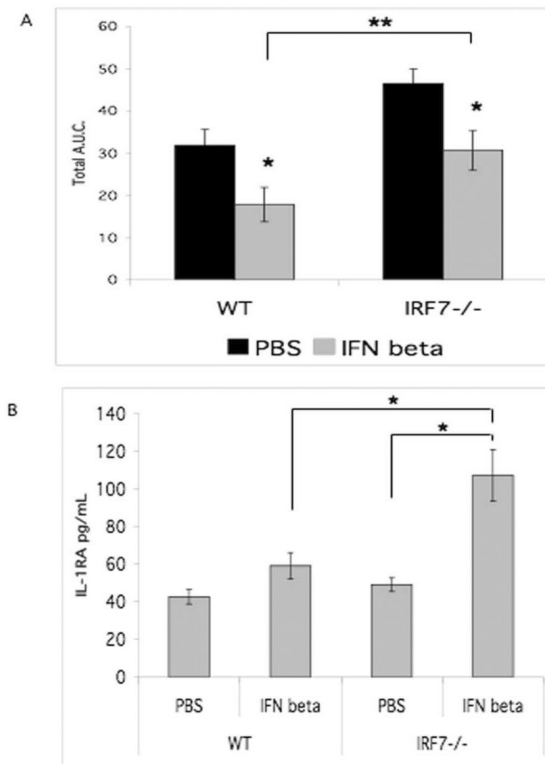 A
**
60
50
40
30
20
10
0
Total A.U.C.
*
*
WT IRF7-/-
PBS IFN beta
B
*
*
140
120
100
80
60
40
20
0
IL-1RA pg/mL
PBS IFN beta PBS IFN beta
WT IRF7-/-